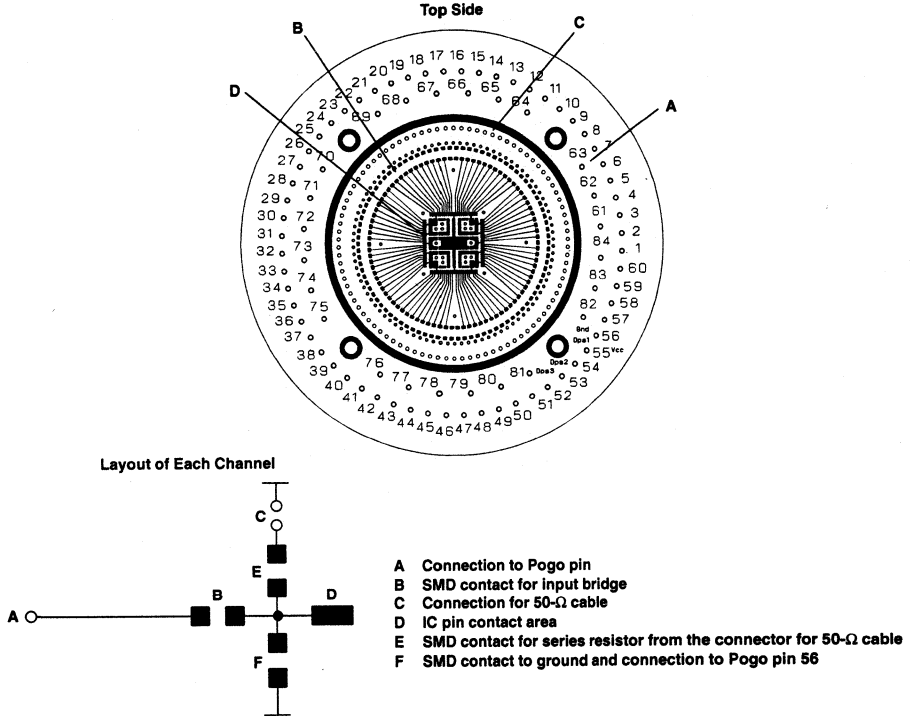 Top Side
B
C
D
A
17 16 15 14
18
13
19
12
20
11
21
67 66 65
10
22
68
64
9
23
69
8
24
7
25
63
26
70
6
27
62
5
28
71
4
29
61
3
30
72
2
31
73
84
1
32
60
33
74
83
59
34
58
35
75
82
57
36
Gnd
56
37
Dps1
55 Vcc
38
76
81
Dps2
54
39
77
80
Dps3
53
40
78 79
52
41
51
42
50
43
49
44
48
45 46 47
Layout of Each Channel
C
E
B
D
A
F
A Connection to Pogo pin
B SMD contact for input bridge
C Connection for 50-Ω cable
D IC pin contact area
E SMD contact for series resistor from the connector for 50-Ω cable
F SMD contact to ground and connection to Pogo pin 56